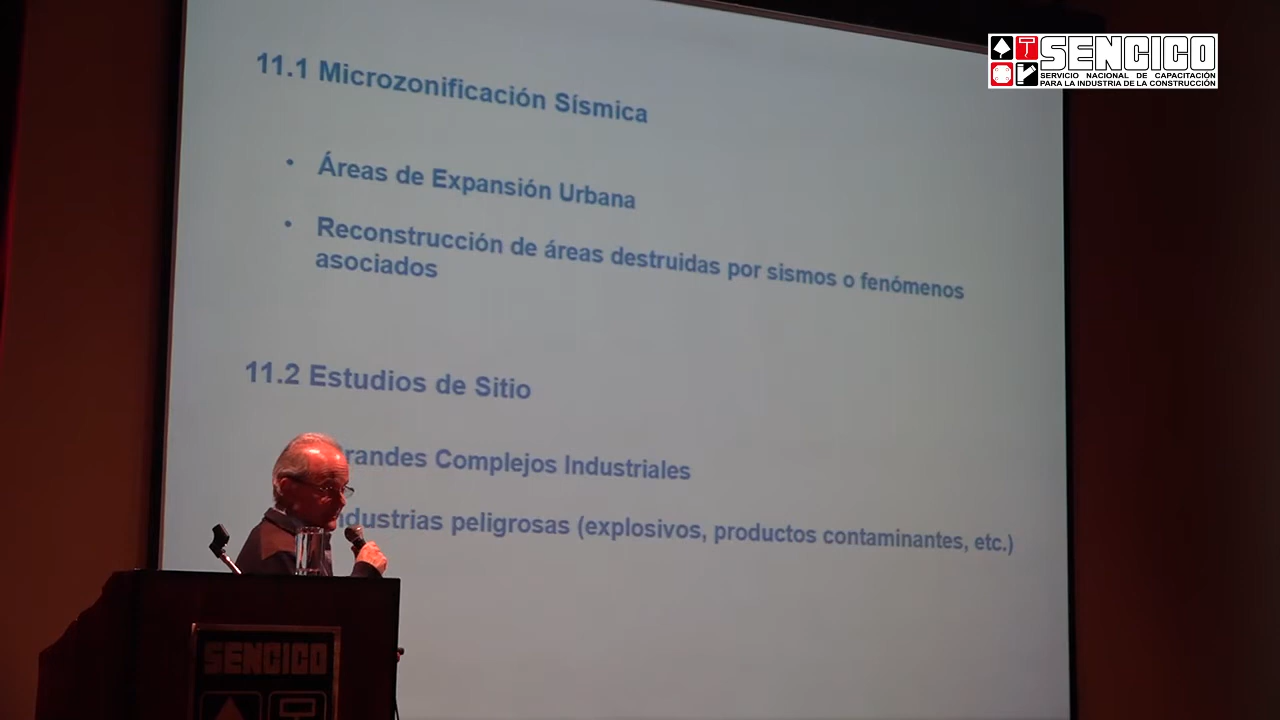 SENCICO
SERVICIO NACIONAL DE CAPACITACIÓN
PARA LA INDUSTRIA DE LA CONSTRUCCIÓN
11.1 Microzonificación Sísmica
• Áreas de Expansión Urbana
• Reconstrucción de áreas destruidas por sismos o fenómenos
asociados
11.2 Estudios de Sitio
randes Complejos Industriales
dustrias peligrosas (explosivos, productos contaminantes, etc.)
SENCICO